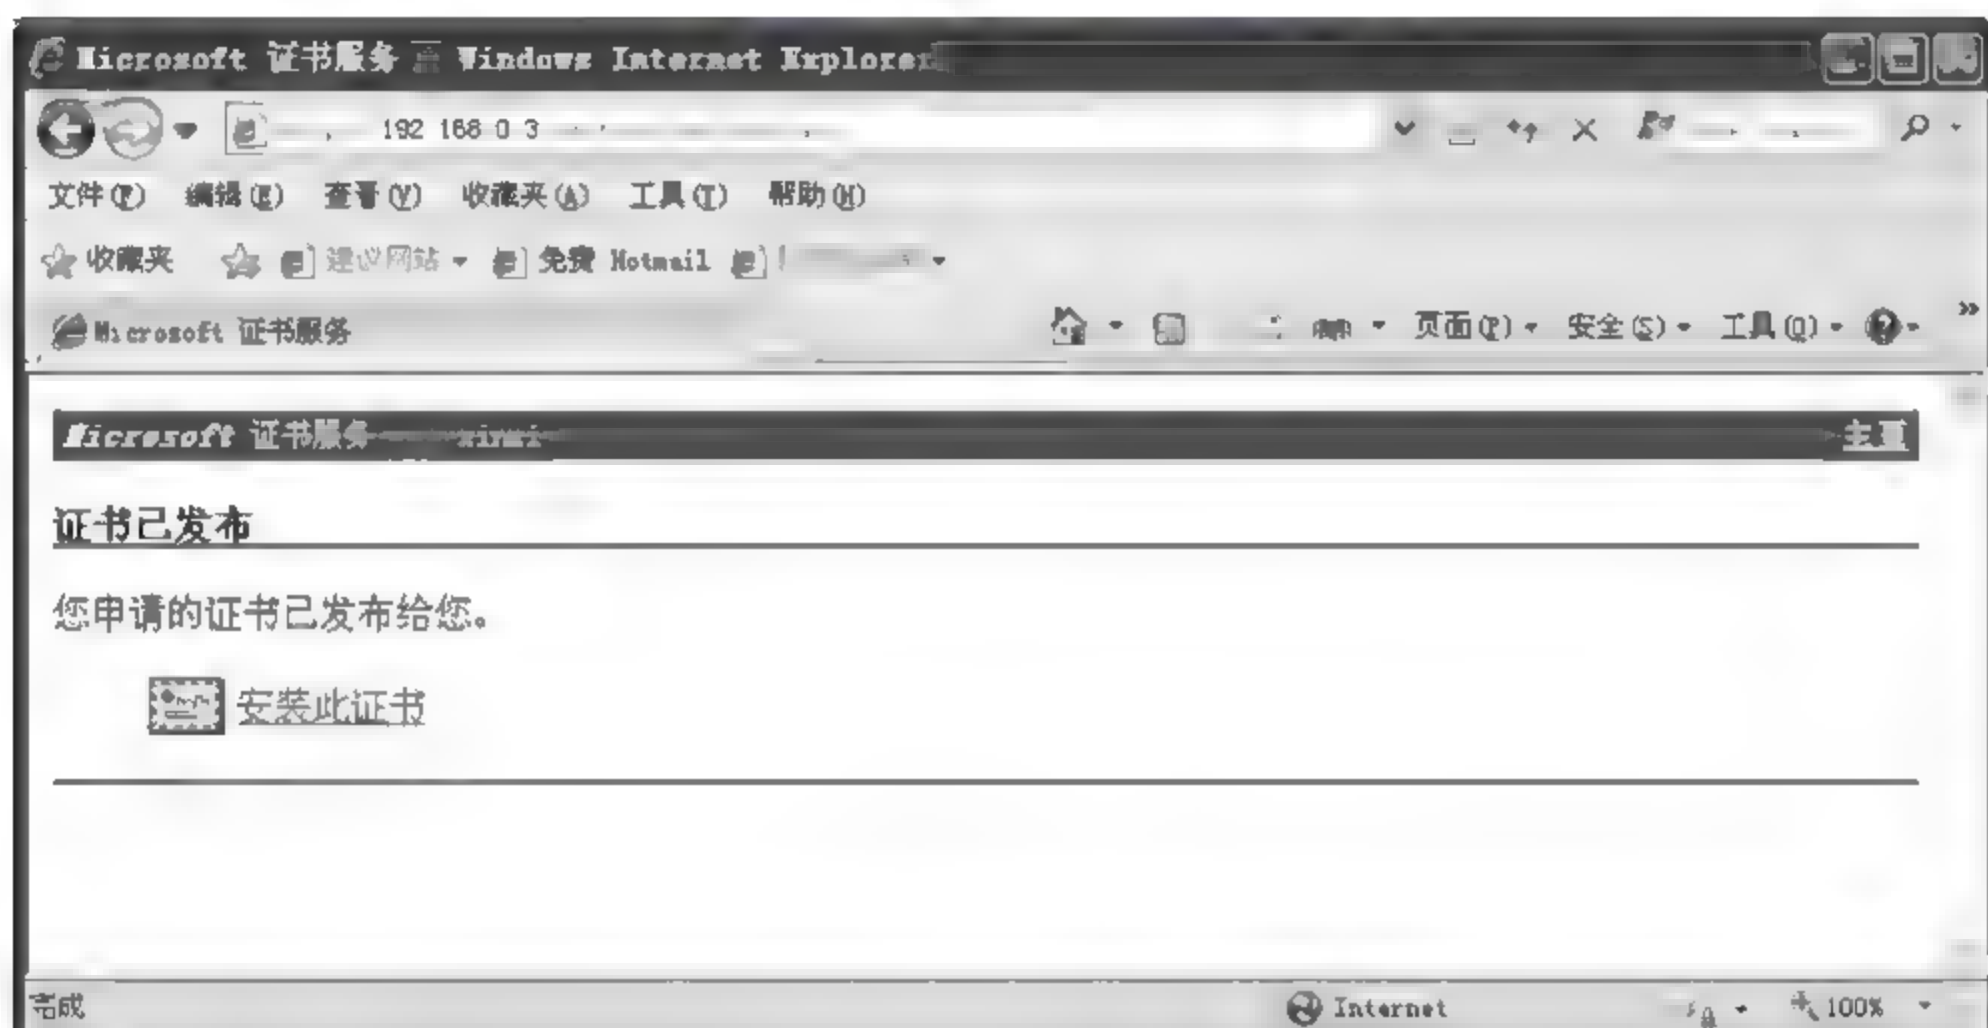 Microsoft 证书服务 Windows Internet Explorer
192 168 0 3
文件(F) 编辑(E) 查看(V) 收藏夹(A) 工具(T) 帮助(H)
收藏夹 建议网站 免费 Hotmail
Microsoft 证书服务 页面(P) 安全(S) 工具(O) »
Microsoft 证书服务 主页
证书已发布
您申请的证书已发布给您。
安装此证书
完成 Internet 100%